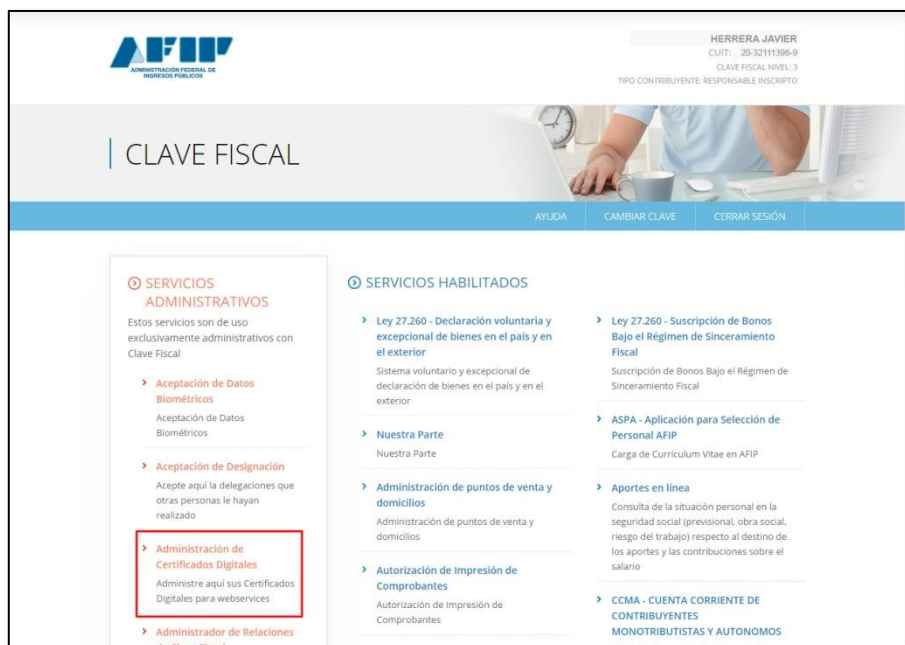 AFIP
ADMINISTRACIÓN FEDERAL DE
INGRESOS PÚBLICOS
HERRERA JAVIER
CUIT: 20-32111396-9
CLAVE FISCAL NIVEL: 3
TIPO CONTRIBUYENTE: RESPONSABLE INSCRIPTO
CLAVE FISCAL
AYUDA
CAMBIAR CLAVE
CERRAR SESIÓN
SERVICIOS
ADMINISTRATIVOS
Estos servicios son de uso
exclusivamente administrativos con
Clave Fiscal
Aceptación de Datos
Biométricos
Aceptación de Datos
Biométricos
Aceptación de Designación
Acepte aquí la delegaciones que
otras personas le hayan
realizado
Administración de
Certificados Digitales
Administre aquí sus Certificados
Digitales para webservices
Administrador de Relaciones
SERVICIOS HABILITADOS
Ley 27.260 - Declaración voluntaria y
excepcional de bienes en el país y en
el exterior
Sistema voluntario y excepcional de
declaración de bienes en el país y en el
exterior
Nuestra Parte
Nuestra Parte
Administración de puntos de venta y
domicilios
Administración de puntos de venta y
domicilios
Autorización de Impresión de
Comprobantes
Autorización de Impresión de
Comprobantes
Ley 27.260 - Suscripción de Bonos
Bajo el Régimen de Sinceramiento
Fiscal
Suscripción de Bonos Bajo el Régimen de
Sinceramiento Fiscal
ASPA - Aplicación para Selección de
Personal AFIP
Carga de Currículum Vitae en AFIP
Aportes en línea
Consulta de la situación personal en la
seguridad social (previsional, obra social,
riesgo del trabajo) respecto al destino de
los aportes y las contribuciones sobre el
salario
CCMA - CUENTA CORRIENTE DE
CONTRIBUYENTES
MONOTRIBUTISTAS Y AUTONOMOS